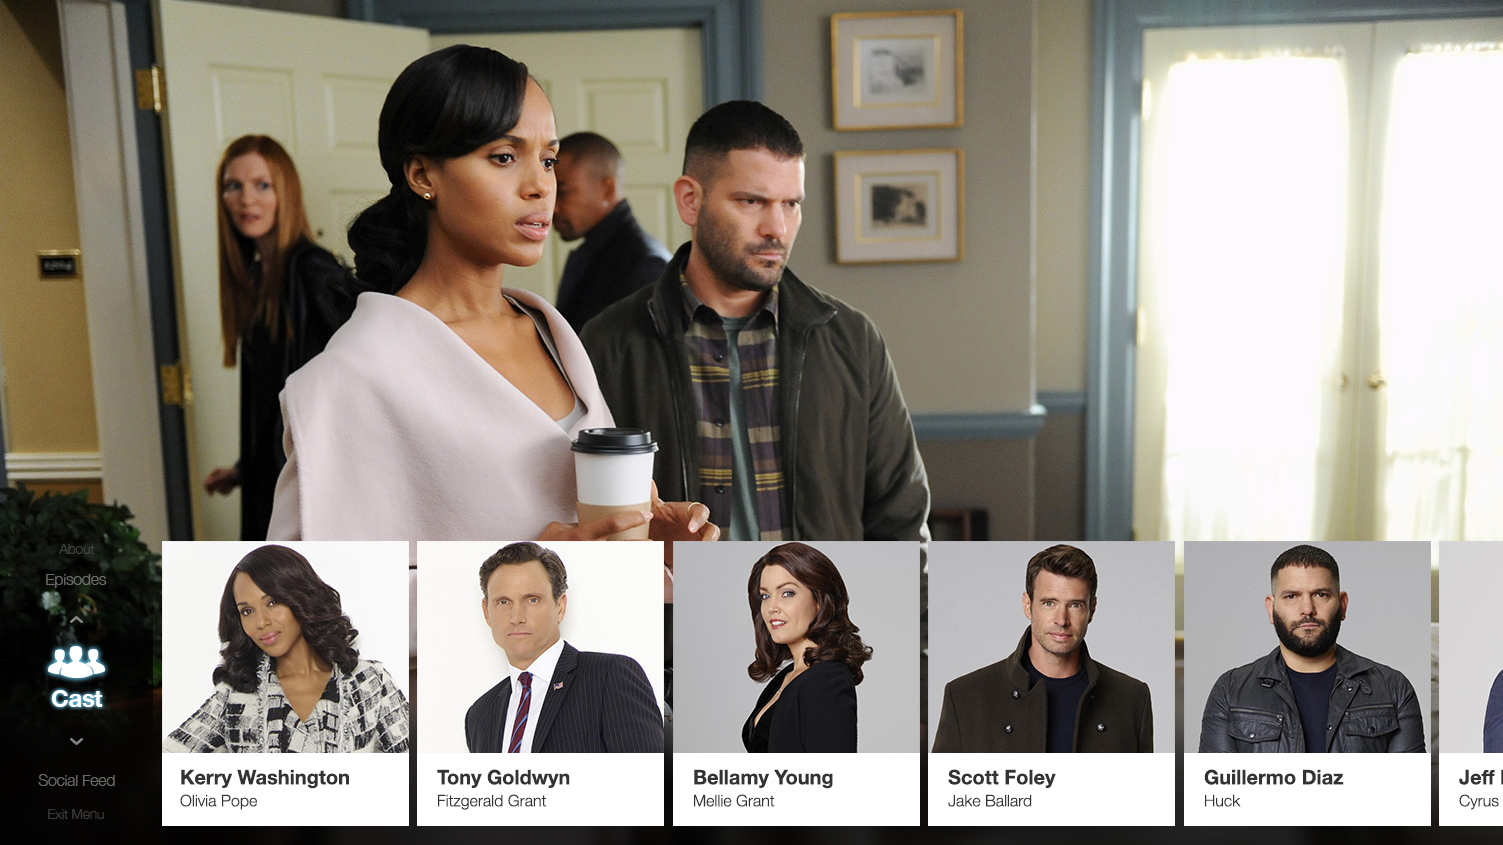 About
Episodes
Cast
Social Feed
Exit Menu
Kerry Washington
Olivia Pope
Tony Goldwyn
Fitzgerald Grant
Bellamy Young
Mellie Grant
Scott Foley
Jake Ballard
Guillermo Diaz
Huck
Jeff
Cyrus